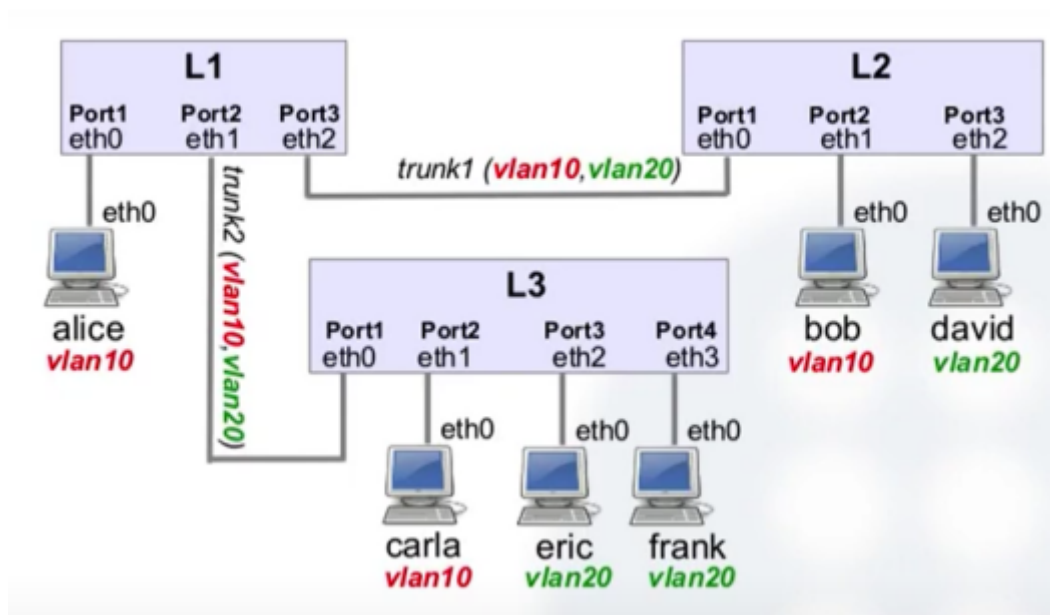 L1
Port1 Port2 Port3
eth0 eth1 eth2
eth0
alice
vlan10
trunk2 (vlan10,vlan20)
trunk1 (vlan10,vlan20)
L2
Port1 Port2 Port3
eth0 eth1 eth2
eth0 eth0
bob david
vlan10 vlan20
L3
Port1 Port2 Port3 Port4
eth0 eth1 eth2 eth3
eth0 eth0 eth0
carla eric frank
vlan10 vlan20 vlan20